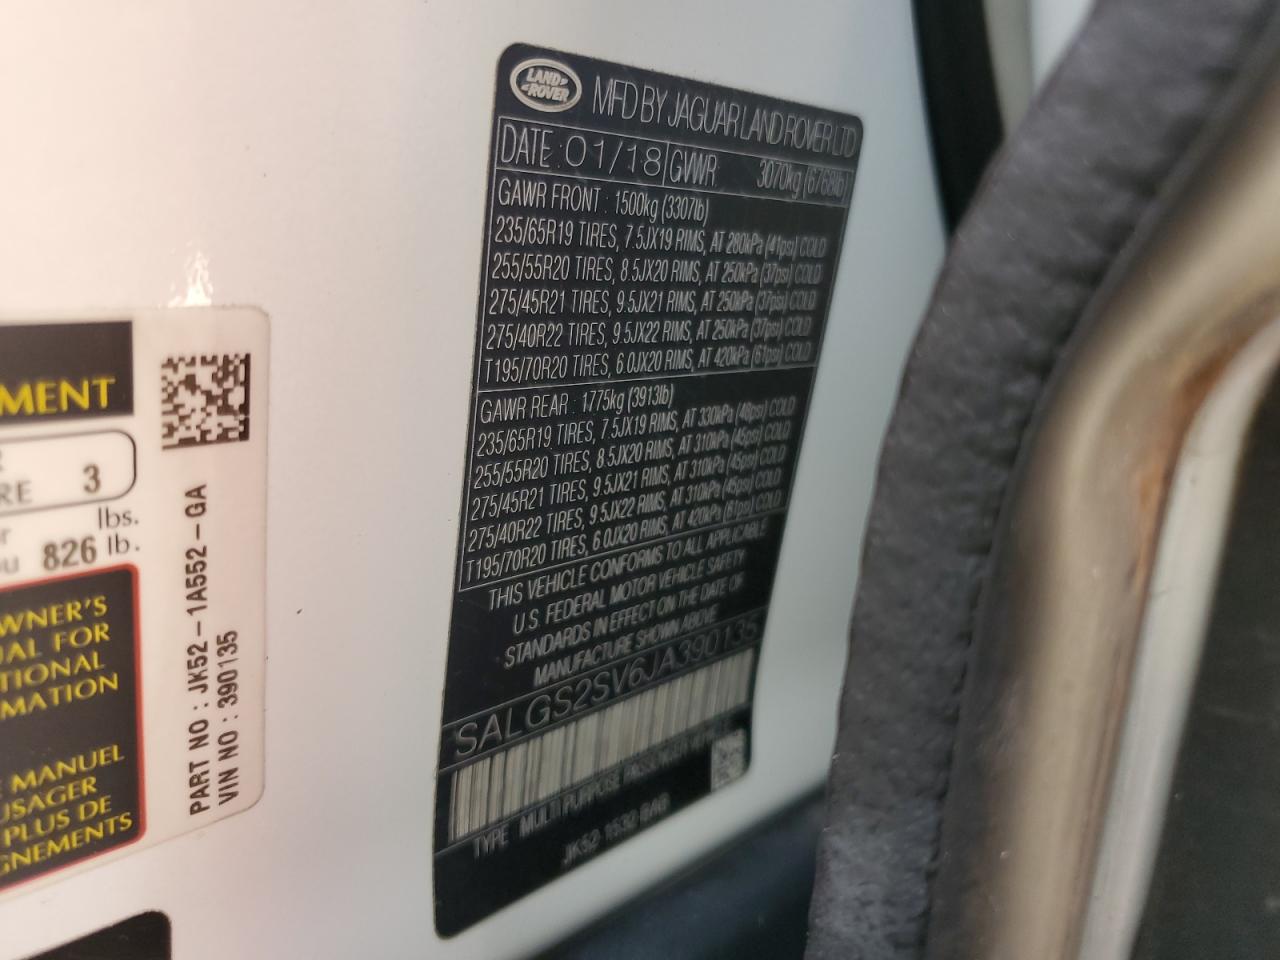 LAND ROVER
MFD BY JAGUAR LAND ROVER LTD
DATE : 01/18 GVWR: 3070kg (6768lb)
GAWR FRONT : 1500kg (3307lb)
235/65R19 TIRES, 7.5JX19 RIMS, AT 280kPa (41psi) COLD
255/55R20 TIRES, 8.5JX20 RIMS, AT 250kPa (37psi) COLD
275/45R21 TIRES, 9.5JX21 RIMS, AT 250kPa (37psi) COLD
275/40R22 TIRES, 9.5JX22 RIMS, AT 250kPa (37psi) COLD
T195/70R20 TIRES, 6.0JX20 RIMS, AT 420kPa (61psi) COLD
GAWR REAR : 1775kg (3913lb)
235/65R19 TIRES, 7.5JX19 RIMS, AT 330kPa (48psi) COLD
255/55R20 TIRES, 8.5JX20 RIMS, AT 310kPa (45psi) COLD
275/45R21 TIRES, 9.5JX21 RIMS, AT 310kPa (45psi) COLD
275/40R22 TIRES, 9.5JX22 RIMS, AT 310kPa (45psi) COLD
T195/70R20 TIRES, 6.0JX20 RIMS, AT 420kPa (61psi) COLD
THIS VEHICLE CONFORMS TO ALL APPLICABLE
U.S. FEDERAL MOTOR VEHICLE SAFETY
STANDARDS IN EFFECT ON THE DATE OF
MANUFACTURE SHOWN ABOVE
SALGS2SV6JA390135
TYPE : MULTI PURPOSE PASSENGER
JK52 1532 BAG
MENT
RE 3
lbs.
826 lb.
WNER'S
UAL FOR
TIONAL
MATION
MANUEL
USAGER
PLUS DE
GNEMENTS
PART NO : JK52-1A552-GA
VIN NO : 390135